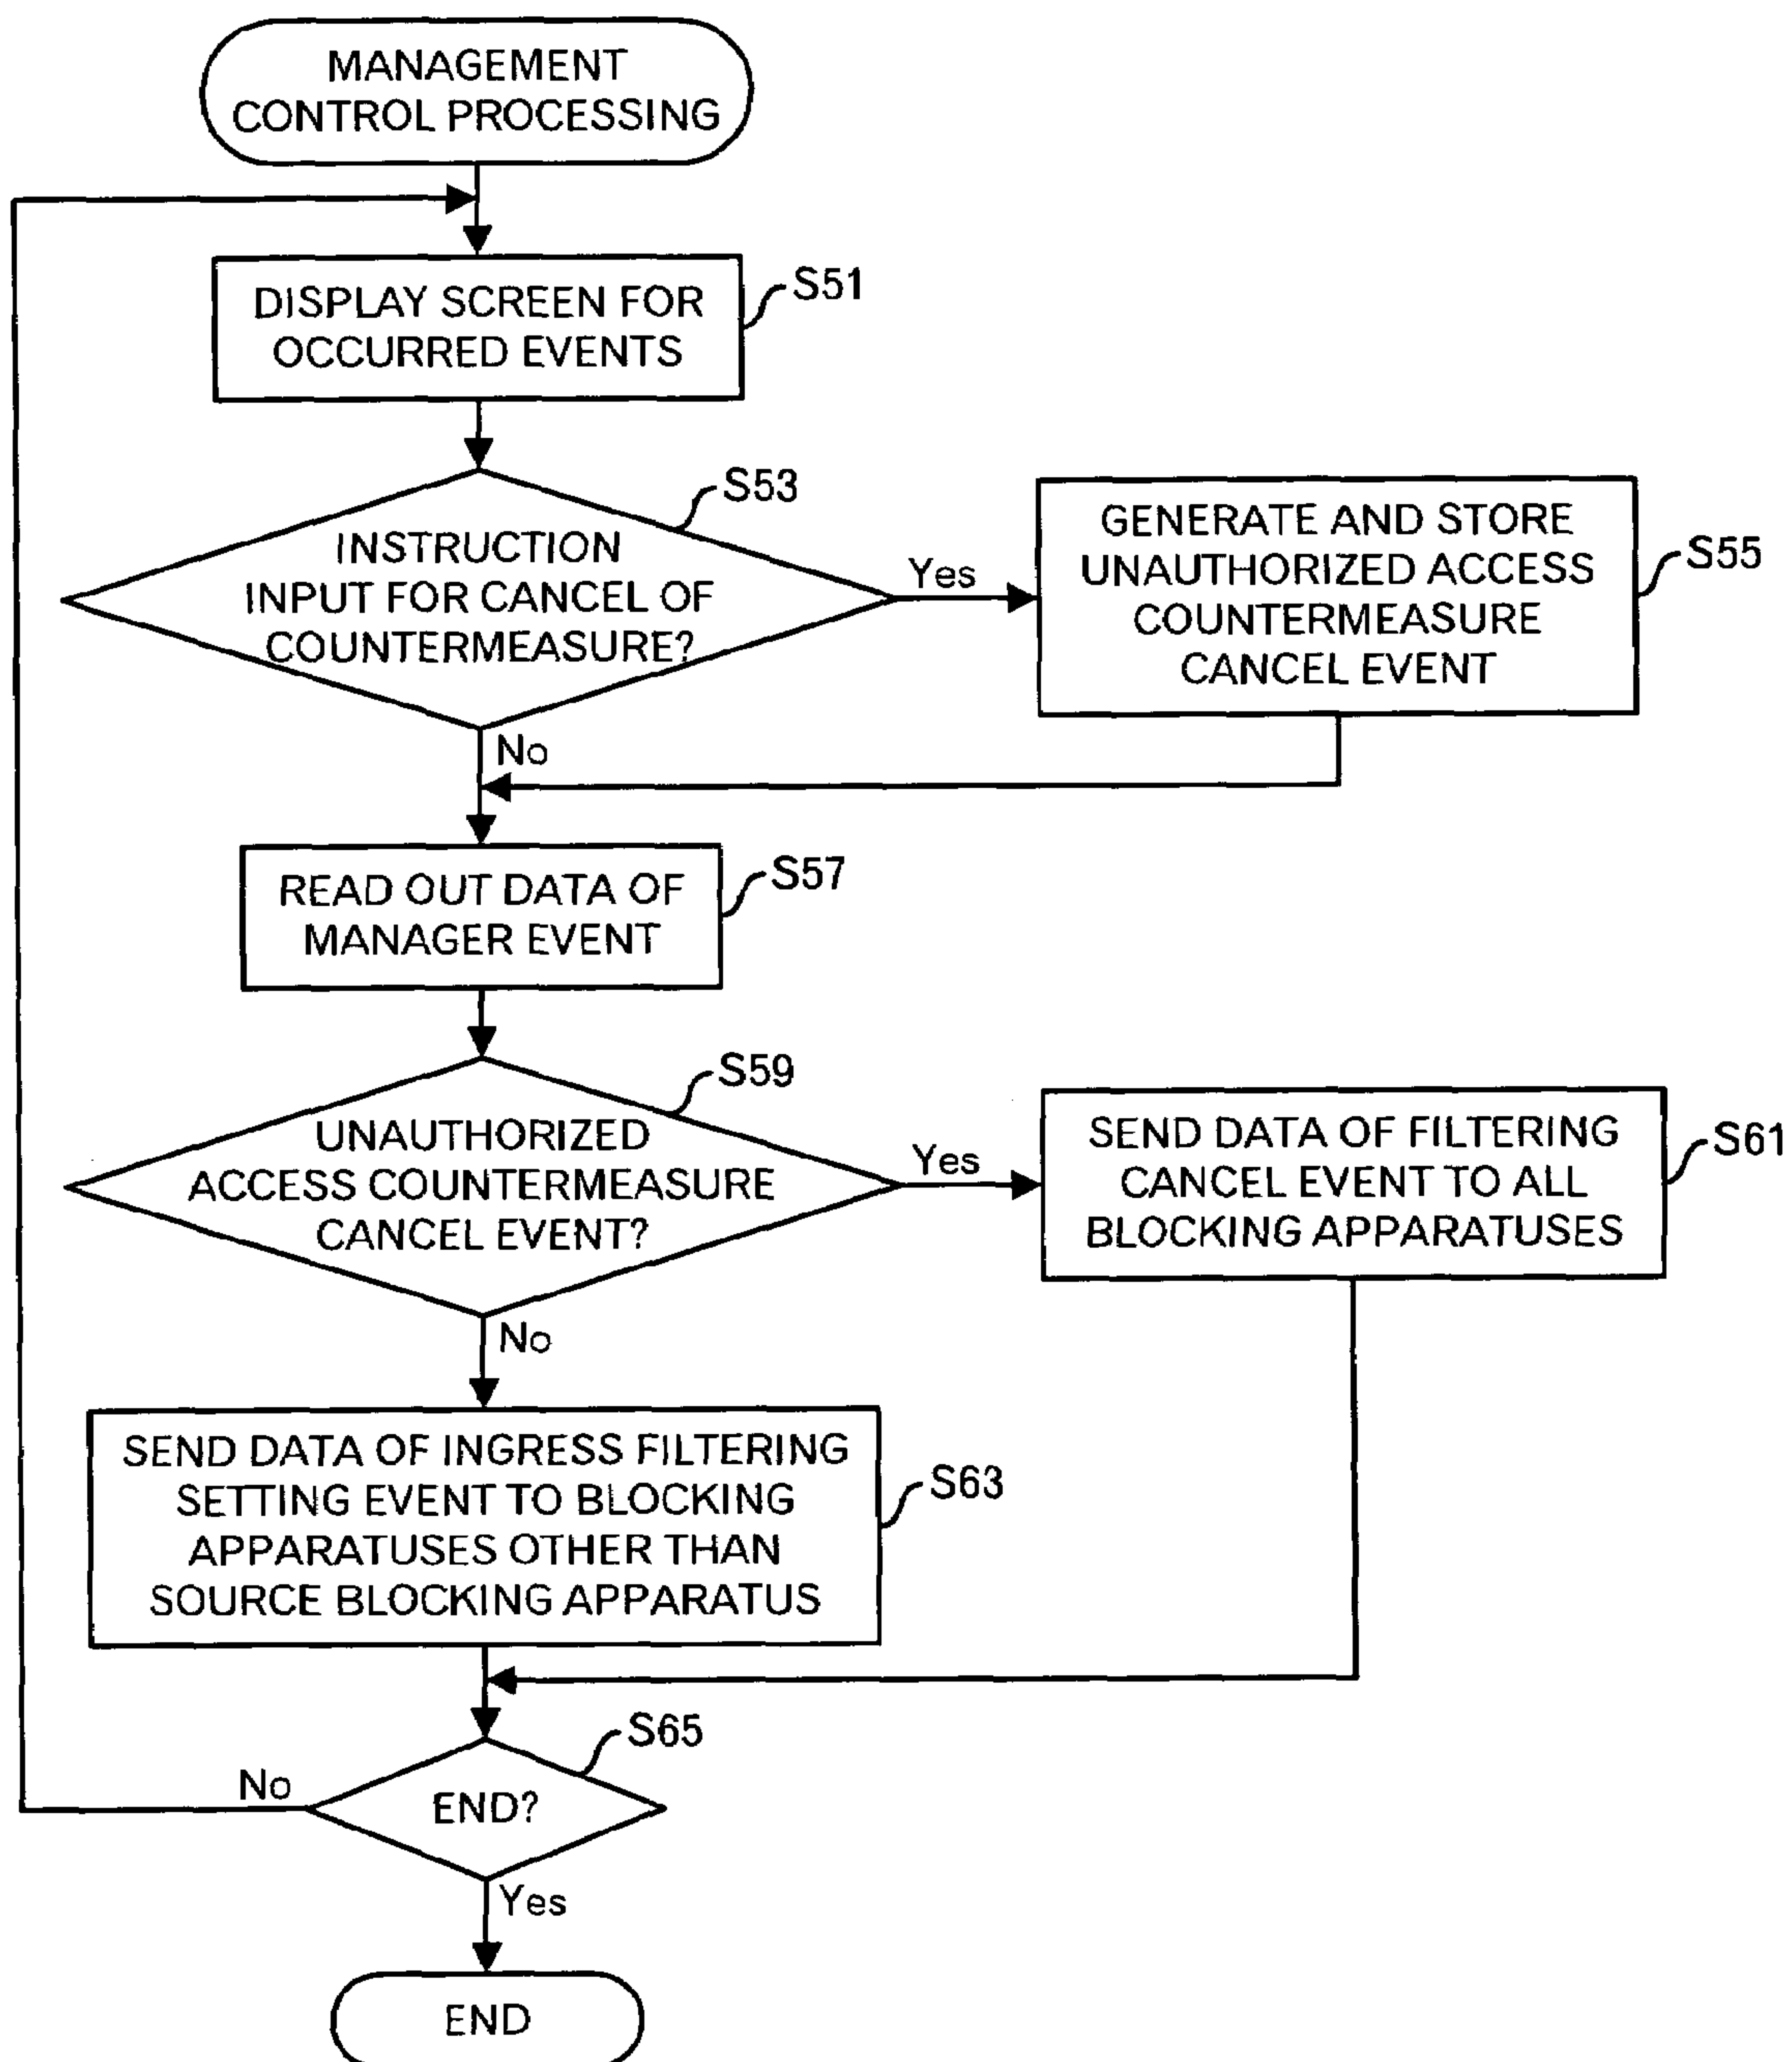 MANAGEMENT
CONTROL PROCESSING
DISPLAY SCREEN FOR
OCCURRED EVENTS
S51
INSTRUCTION
INPUT FOR CANCEL OF
COUNTERMEASURE?
S53
Yes
GENERATE AND STORE
UNAUTHORIZED ACCESS
COUNTERMEASURE
CANCEL EVENT
S55
No
READ OUT DATA OF
MANAGER EVENT
S57
UNAUTHORIZED
ACCESS COUNTERMEASURE
CANCEL EVENT?
S59
Yes
SEND DATA OF FILTERING
CANCEL EVENT TO ALL
BLOCKING APPARATUSES
S61
No
SEND DATA OF INGRESS FILTERING
SETTING EVENT TO BLOCKING
APPARATUSES OTHER THAN
SOURCE BLOCKING APPARATUS
S63
END?
S65
No
Yes
END